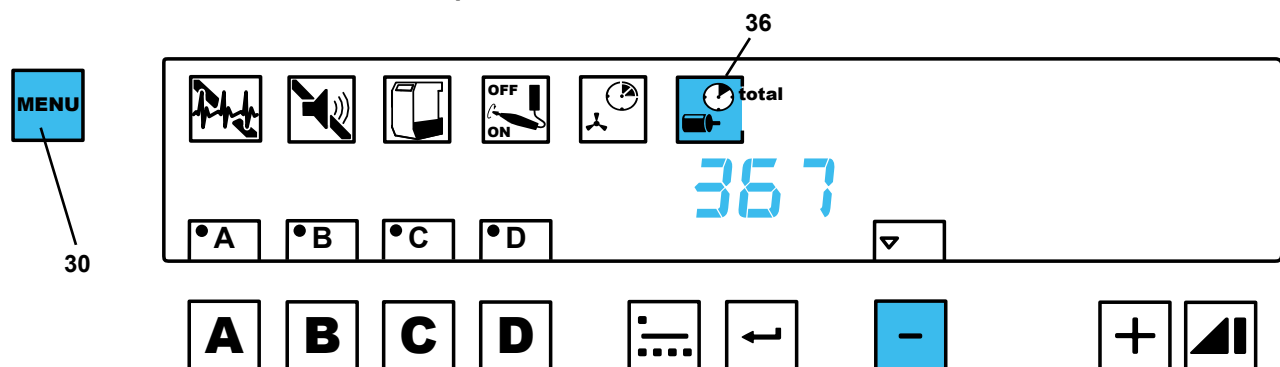 36
MENU
OFF
ON
total
367
A B C D
30
A B C D - +